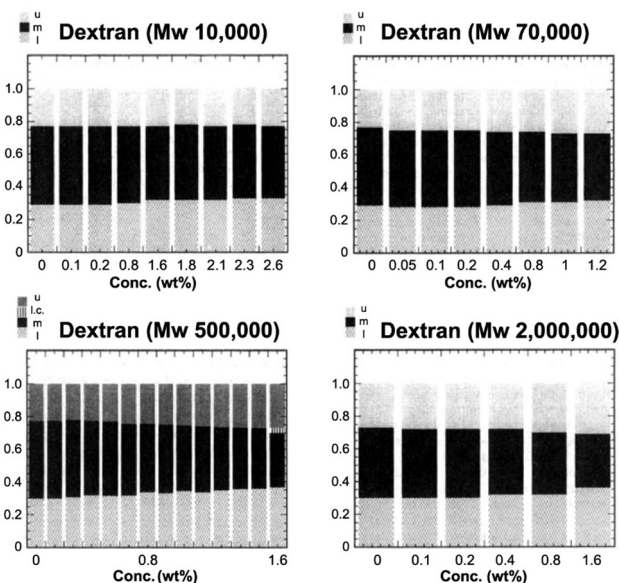 u
m
l
Dextran (Mw 10,000)
1.0
0.8
0.6
0.4
0.2
0
0 0.1 0.2 0.8 1.6 1.8 2.1 2.3 2.6
Conc. (wt%)
u
m
l
Dextran (Mw 70,000)
1.0
0.8
0.6
0.4
0.2
0
0 0.05 0.1 0.2 0.4 0.8 1 1.2
Conc. (wt%)
u
l.c.
m
l
Dextran (Mw 500,000)
1.0
0.8
0.6
0.4
0.2
0
0 0.8 1.6
Conc. (wt%)
u
m
l
Dextran (Mw 2,000,000)
1.0
0.8
0.6
0.4
0.2
0
0 0.1 0.2 0.4 0.8 1.6
Conc. (wt%)